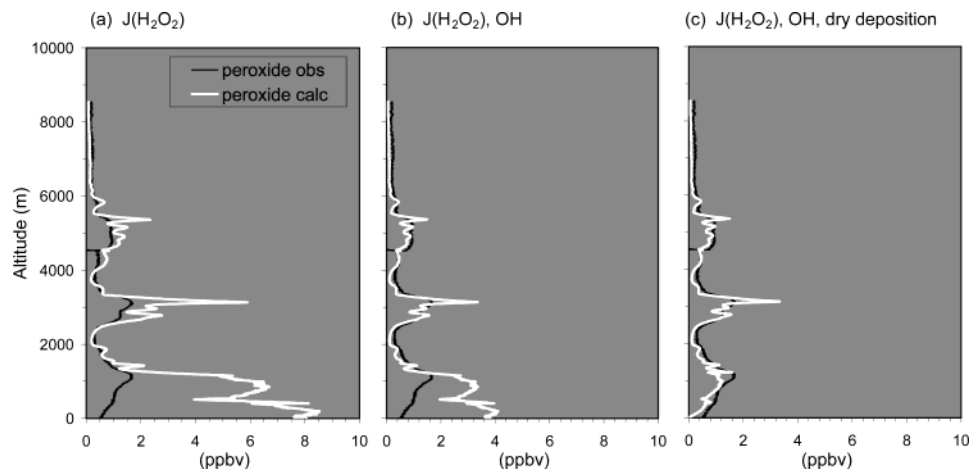 (a) J(H₂O₂)
(b) J(H₂O₂), OH
(c) J(H₂O₂), OH, dry deposition
peroxide obs
peroxide calc
Altitude (m)
10000
8000
6000
4000
2000
0
0 2 4 6 8 10
(ppbv)
0 2 4 6 8 10
(ppbv)
0 2 4 6 8 10
(ppbv)